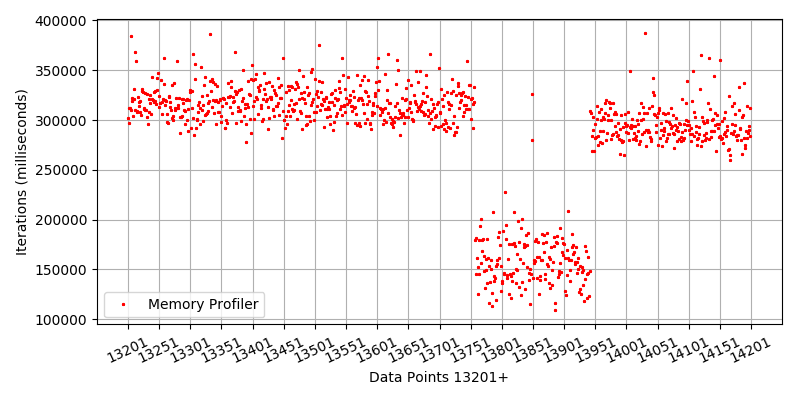 400000
350000
300000
250000
200000
150000
100000
Iterations (milliseconds)
Memory Profiler
13201 13251 13301 13351 13401 13451 13501 13551 13601 13651 13701 13751 13801 13851 13901 13951 14001 14051 14101 14151 14201
Data Points 13201+